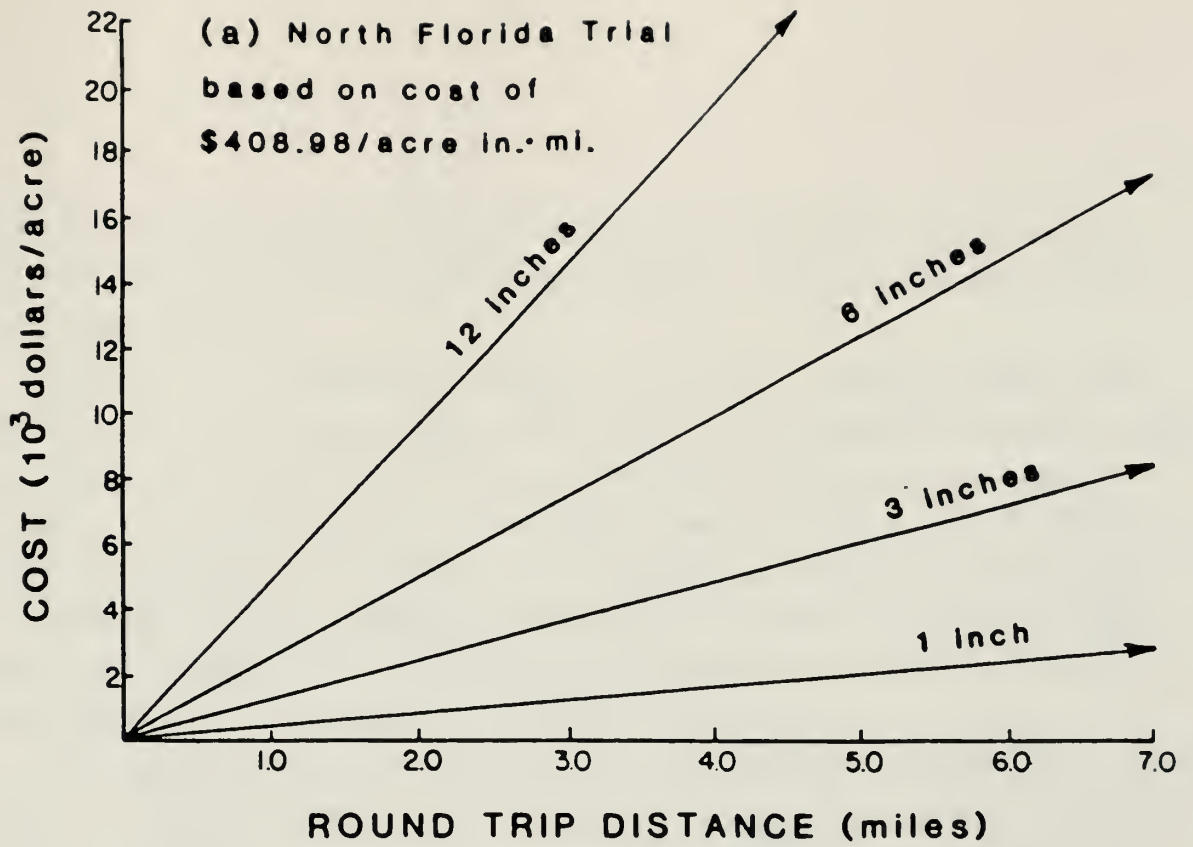 (a) North Florida Trial
based on cost of
$408.98/acre in.·mi.
COST (10³ dollars/acre)
22
20
18
16
14
12
10
8
6
4
2
12 inches
6 inches
3 inches
1 inch
1.0 2.0 3.0 4.0 5.0 6.0 7.0
ROUND TRIP DISTANCE (miles)